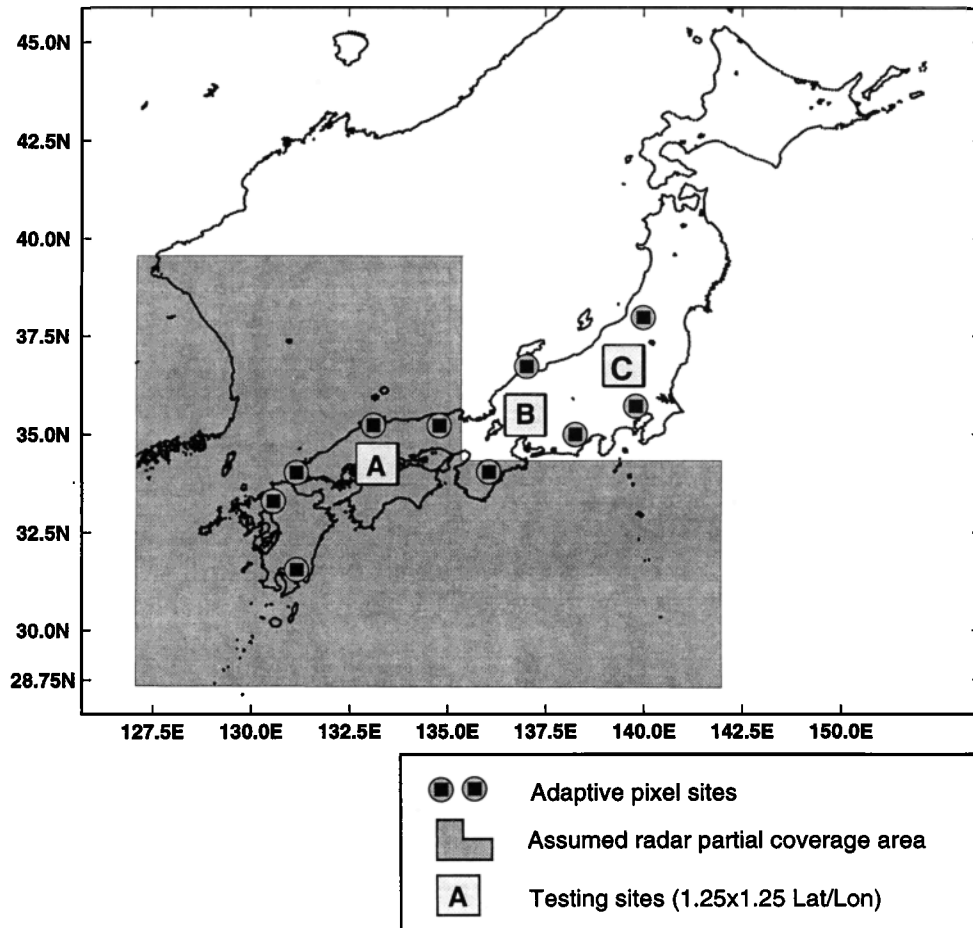 45.0N
42.5N
40.0N
37.5N
35.0N
32.5N
30.0N
28.75N
A
B
C
127.5E 130.0E 132.5E 135.0E 137.5E 140.0E 142.5E 145.0E 150.0E
Adaptive pixel sites
Assumed radar partial coverage area
A Testing sites (1.25x1.25 Lat/Lon)